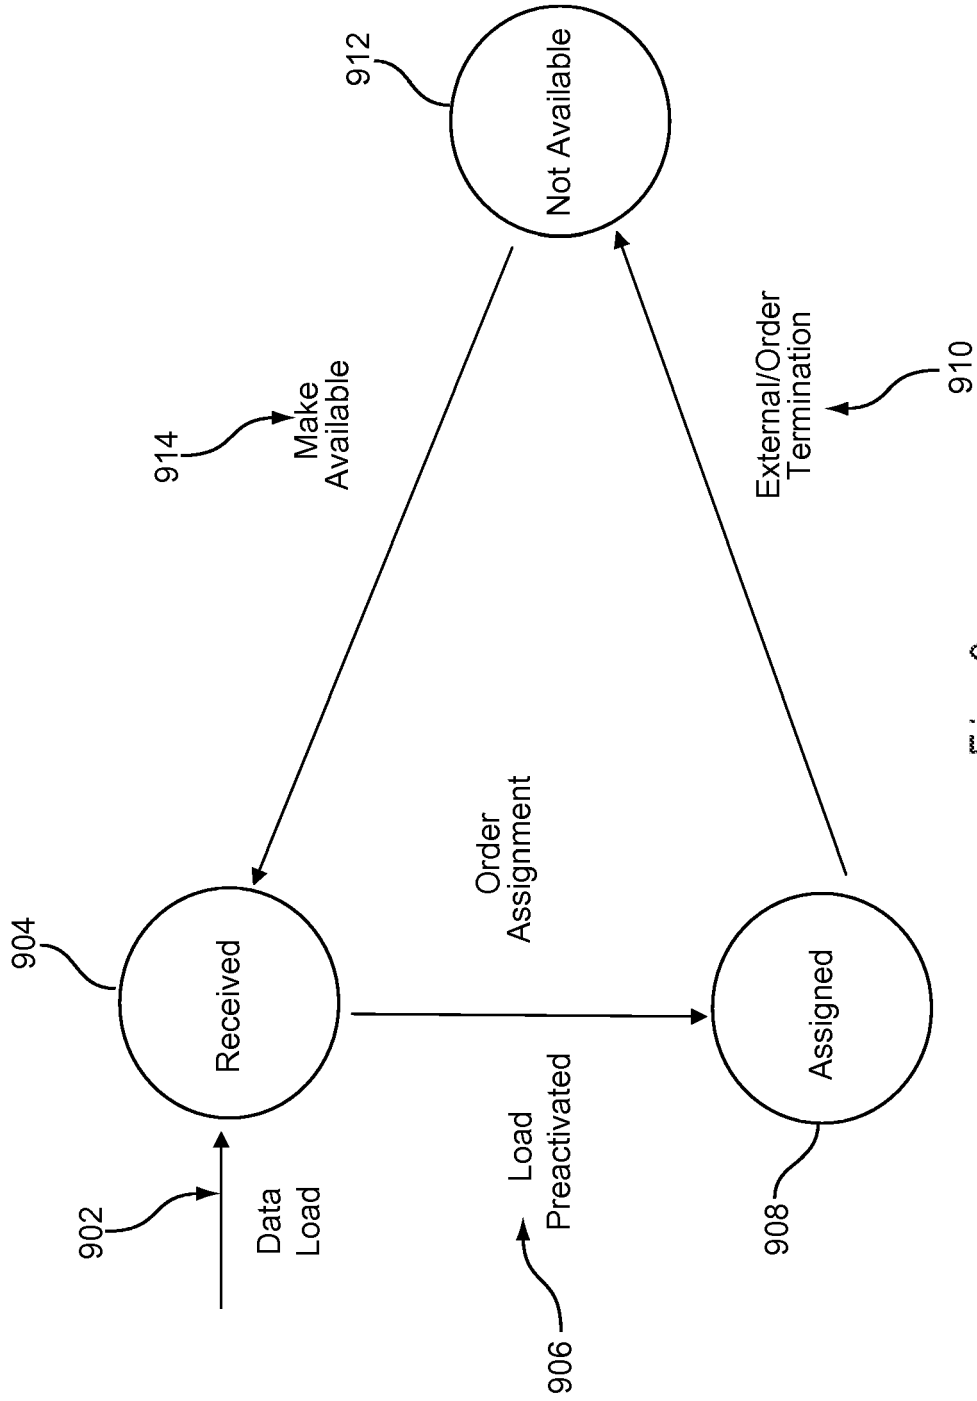 902
Data
Load
904
Received
906
Load
Preactivated
Order
Assignment
908
Assigned
914
Make
Available
912
Not Available
External/Order
Termination
910